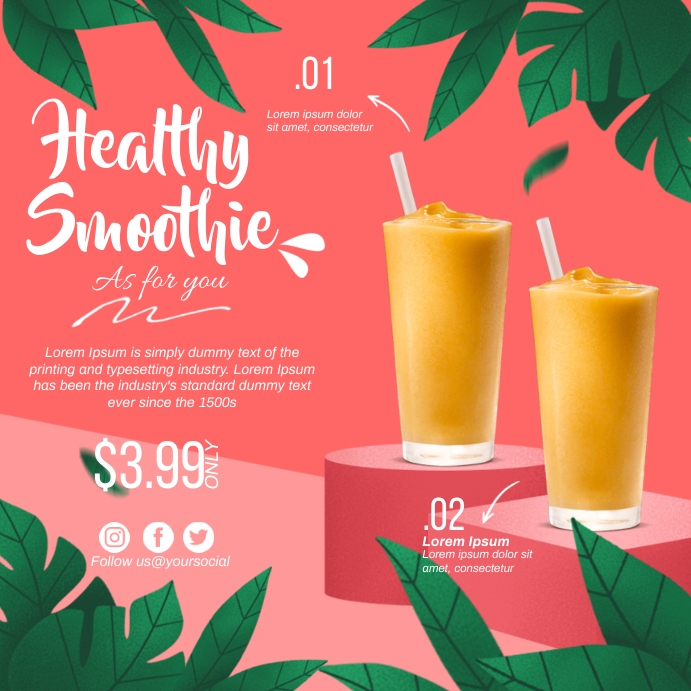 .01
Lorem ipsum dolor
sit amet, consectetur
Healthy
Smoothie
As for you
Lorem Ipsum is simply dummy text of the
printing and typesetting industry. Lorem Ipsum
has been the industry's standard dummy text
ever since the 1500s
$3.99
ONLY
Follow us@yoursocial
.02
Lorem Ipsum
Lorem ipsum dolor sit
amet, consectetur